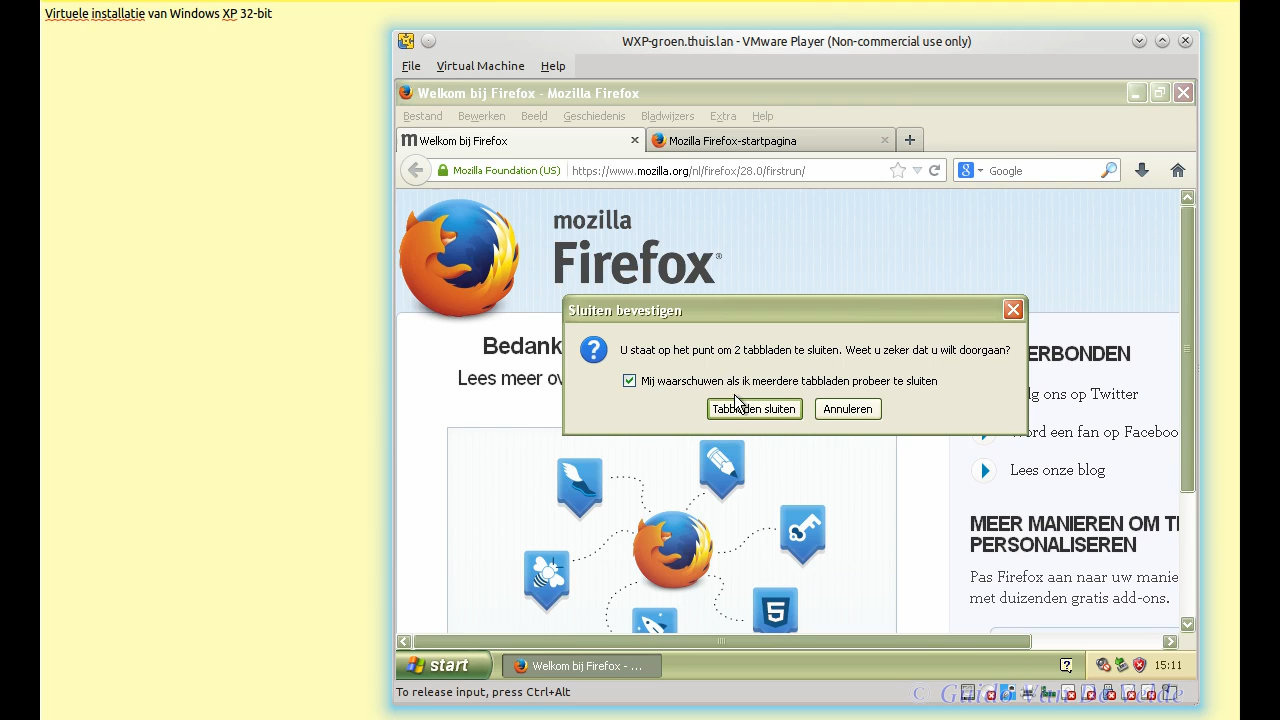 Virtuele installatie van Windows XP 32-bit
WXP-groen.thuis.lan - VMware Player (Non-commercial use only)
File Virtual Machine Help
Welkom bij Firefox - Mozilla Firefox
Bestand Bewerken Beeld Geschiedenis Bladwijzers Extra Help
Welkom bij Firefox
Mozilla Firefox-startpagina
Mozilla Foundation (US)
https://www.mozilla.org/nl/firefox/28.0/firstrun/
Google
mozilla
Firefox®
Sluiten bevestigen
U staat op het punt om 2 tabbladen te sluiten. Weet u zeker dat u wilt doorgaan?
Mij waarschuwen als ik meerdere tabbladen probeer te sluiten
Tabbladen sluiten
Annuleren
Bedank
Lees meer ov
ERBONDEN
lg ons op Twitter
ord een fan op Faceboo
Lees onze blog
MEER MANIEREN OM TE
PERSONALISEREN
Pas Firefox aan naar uw manie
met duizenden gratis add-ons.
start
Welkom bij Firefox - ...
15:11
To release input, press Ctrl+Alt
© Guido Van De Velde